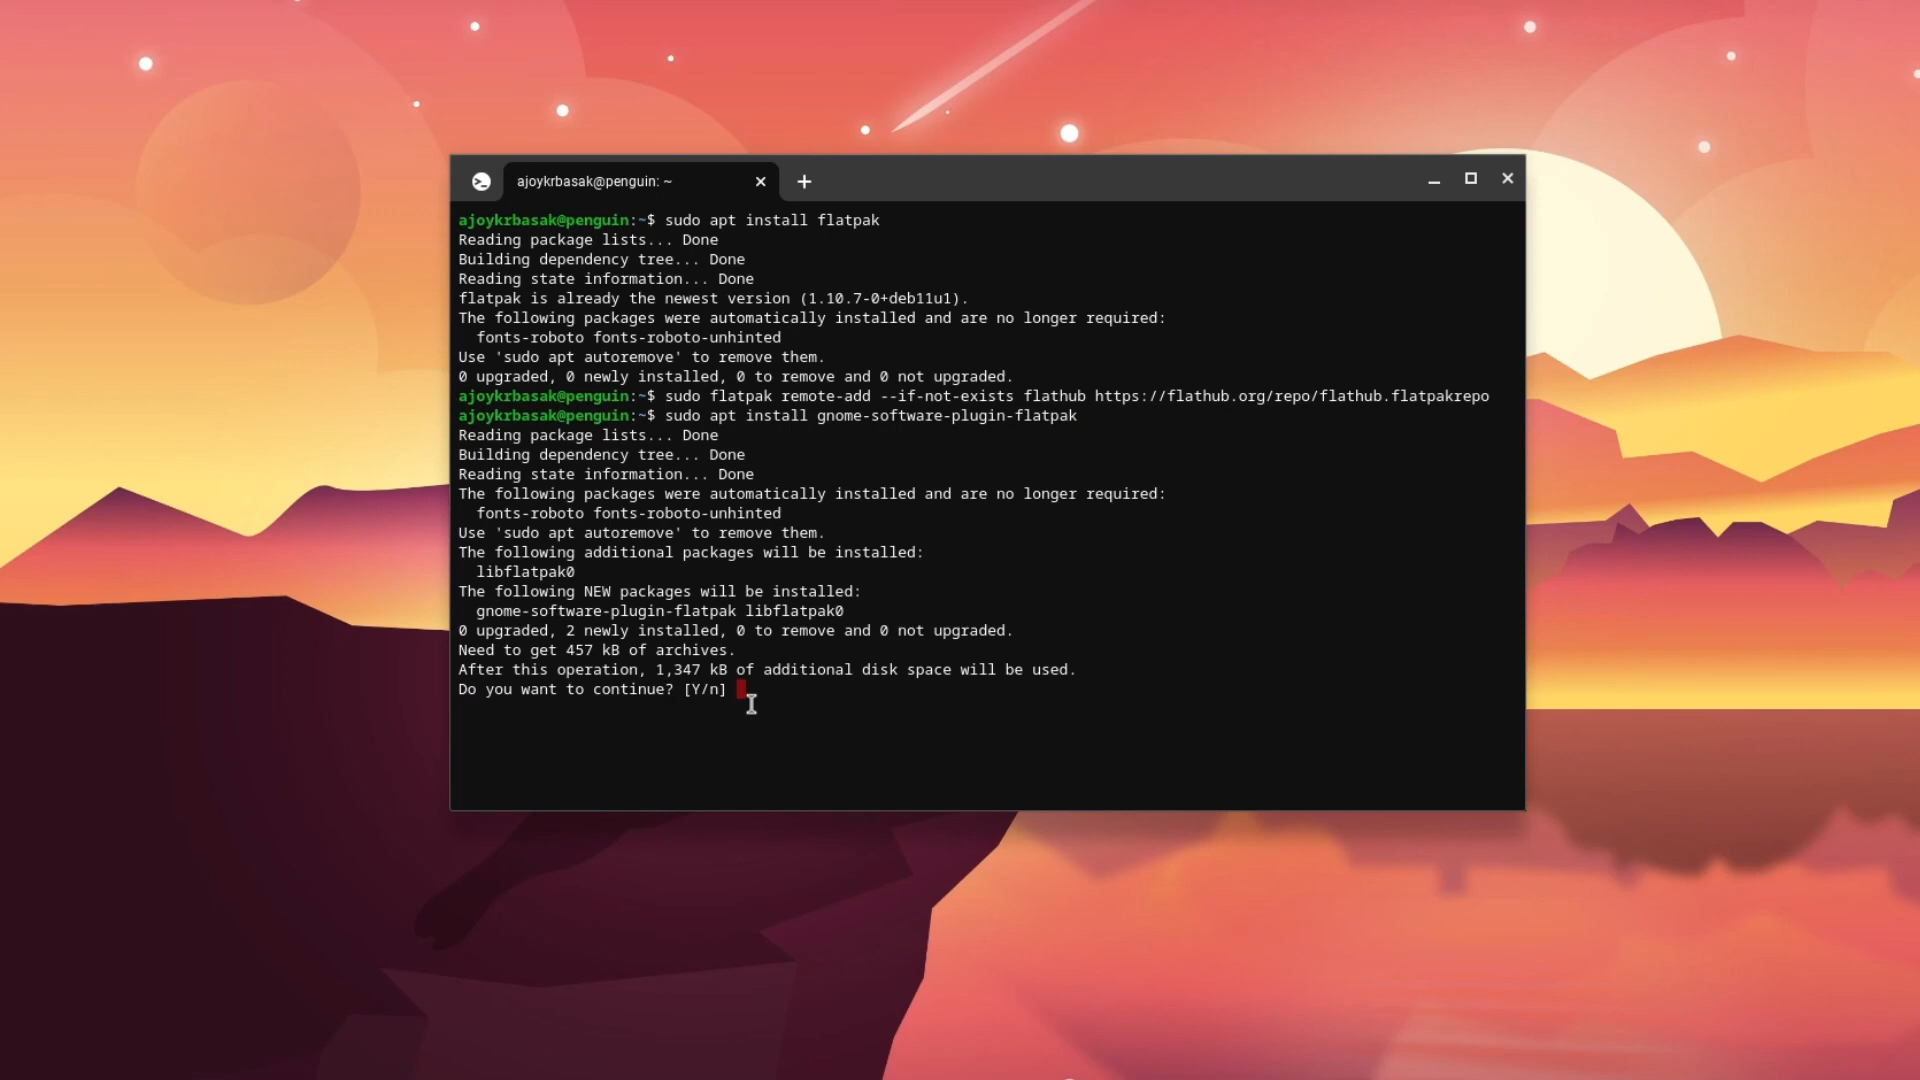 ajoykrbasak@penguin: ~
ajoykrbasak@penguin:~$ sudo apt install flatpak
Reading package lists... Done
Building dependency tree... Done
Reading state information... Done
flatpak is already the newest version (1.10.7-0+deb11u1).
The following packages were automatically installed and are no longer required:
  fonts-roboto fonts-roboto-unhinted
Use 'sudo apt autoremove' to remove them.
0 upgraded, 0 newly installed, 0 to remove and 0 not upgraded.
ajoykrbasak@penguin:~$ sudo flatpak remote-add --if-not-exists flathub https://flathub.org/repo/flathub.flatpakrepo
ajoykrbasak@penguin:~$ sudo apt install gnome-software-plugin-flatpak
Reading package lists... Done
Building dependency tree... Done
Reading state information... Done
The following packages were automatically installed and are no longer required:
  fonts-roboto fonts-roboto-unhinted
Use 'sudo apt autoremove' to remove them.
The following additional packages will be installed:
  libflatpak0
The following NEW packages will be installed:
  gnome-software-plugin-flatpak libflatpak0
0 upgraded, 2 newly installed, 0 to remove and 0 not upgraded.
Need to get 457 kB of archives.
After this operation, 1,347 kB of additional disk space will be used.
Do you want to continue? [Y/n]